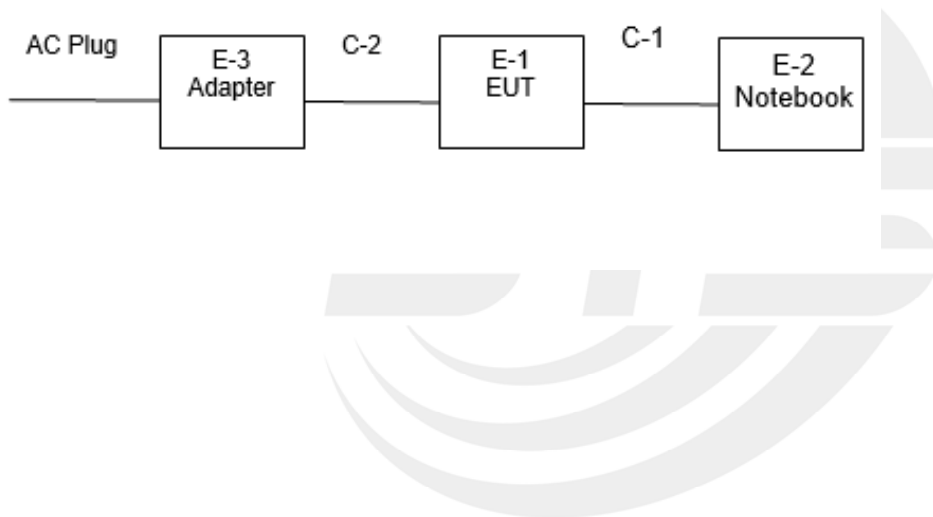 AC Plug
E-3
Adapter
C-2
E-1
EUT
C-1
E-2
Notebook